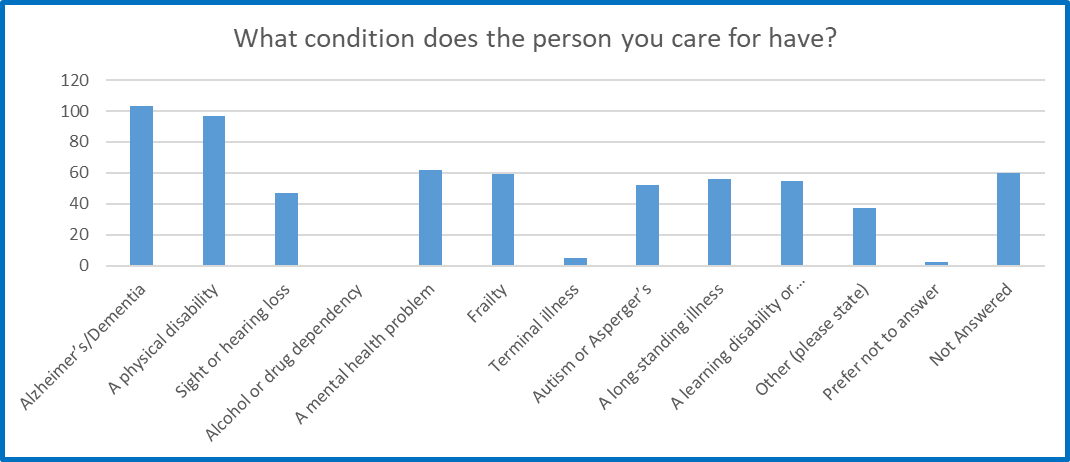 What condition does the person you care for have?
120
100
80
60
40
20
0
Alzheimer's/Dementia
A physical disability
Sight or hearing loss
Alcohol or drug dependency
A mental health problem
Frailty
Terminal illness
Autism or Asperger's
A long-standing illness
A learning disability or...
Other (please state)
Prefer not to answer
Not Answered